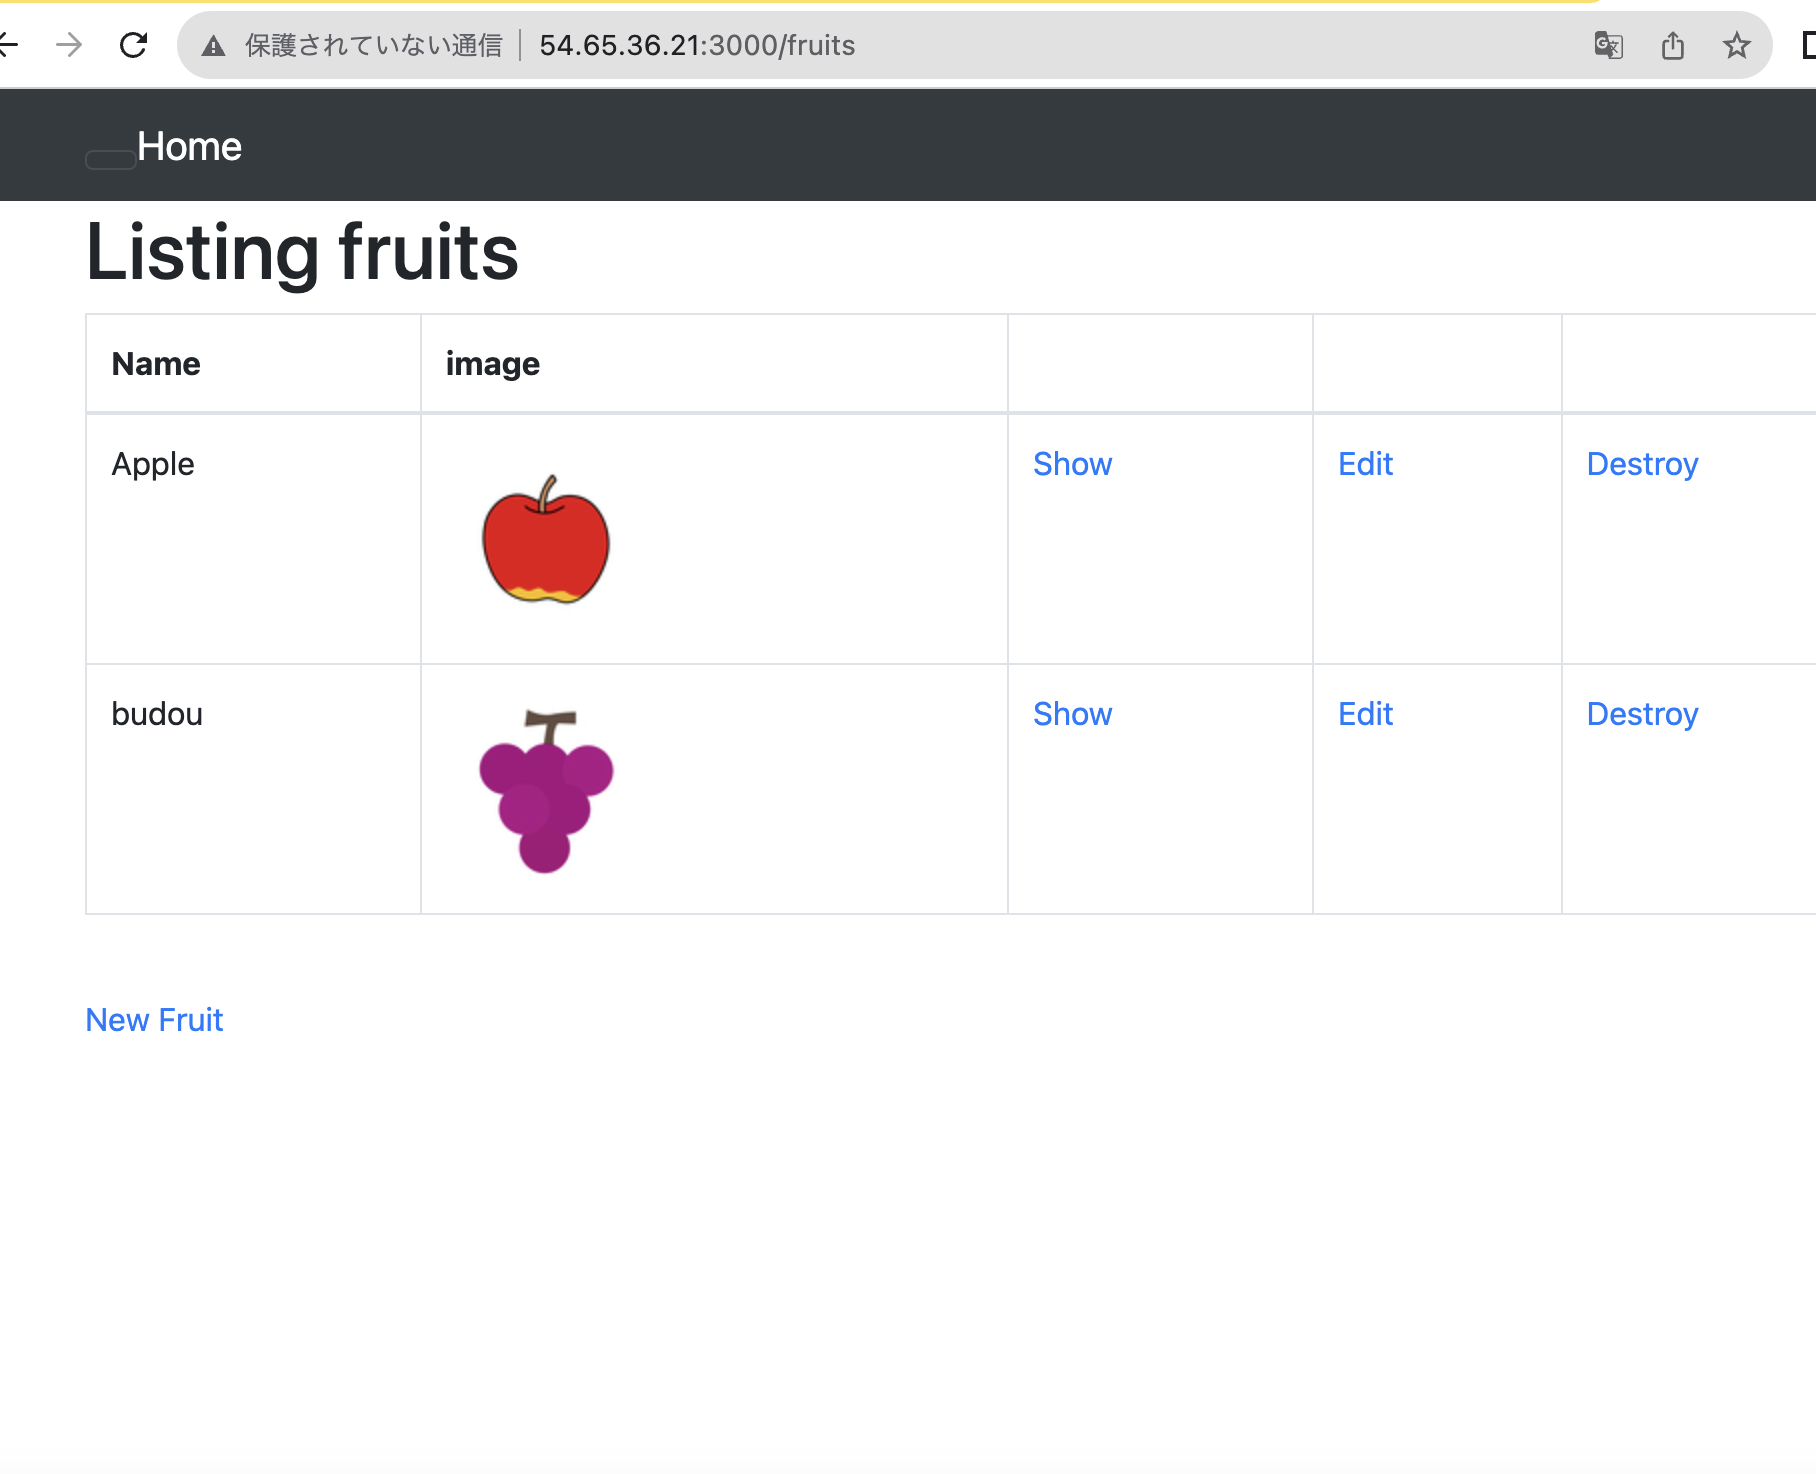 保護されていない通信 54.65.36.21:3000/fruits
Home
Listing fruits
Name image
Apple Show Edit Destroy
budou Show Edit Destroy
New Fruit